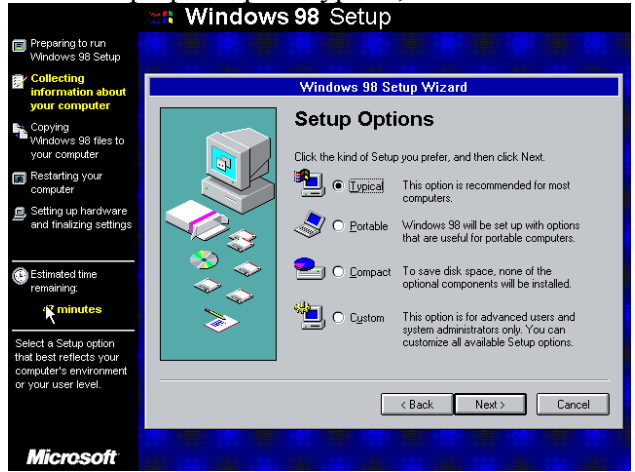 Windows 98 Setup
Preparing to run
Windows 98 Setup
Collecting
information about
your computer
Copying
Windows 98 files to
your computer
Restarting your
computer
Setting up hardware
and finalizing settings
Estimated time
remaining:
minutes
Select a Setup option
that best reflects your
computer's environment
or your user level.
Microsoft
Windows 98 Setup Wizard
Setup Options
Click the kind of Setup you prefer, and then click Next.
Typical This option is recommended for most
computers.
Portable Windows 98 will be set up with options
that are useful for portable computers.
Compact To save disk space, none of the
optional components will be installed.
Custom This option is for advanced users and
system administrators only. You can
customize all available Setup options.
< Back Next > Cancel